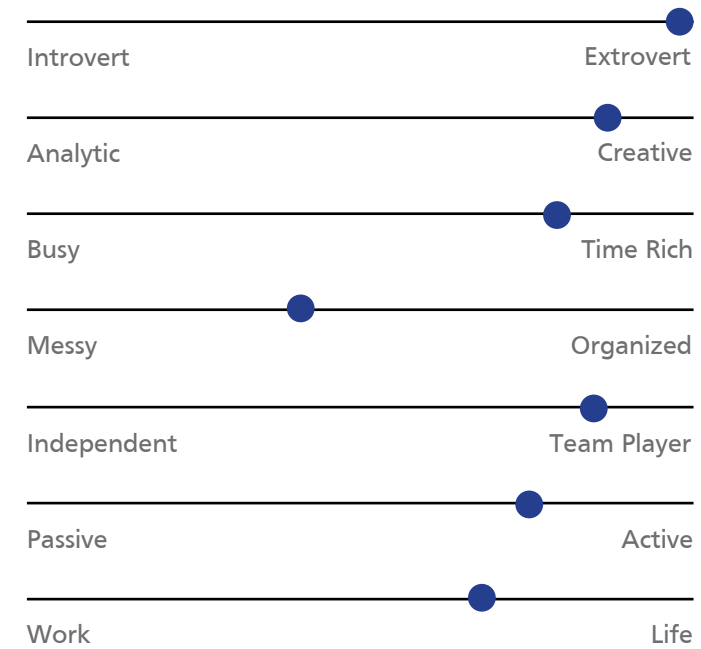 Introvert Extrovert
Analytic Creative
Busy Time Rich
Messy Organized
Independent Team Player
Passive Active
Work Life